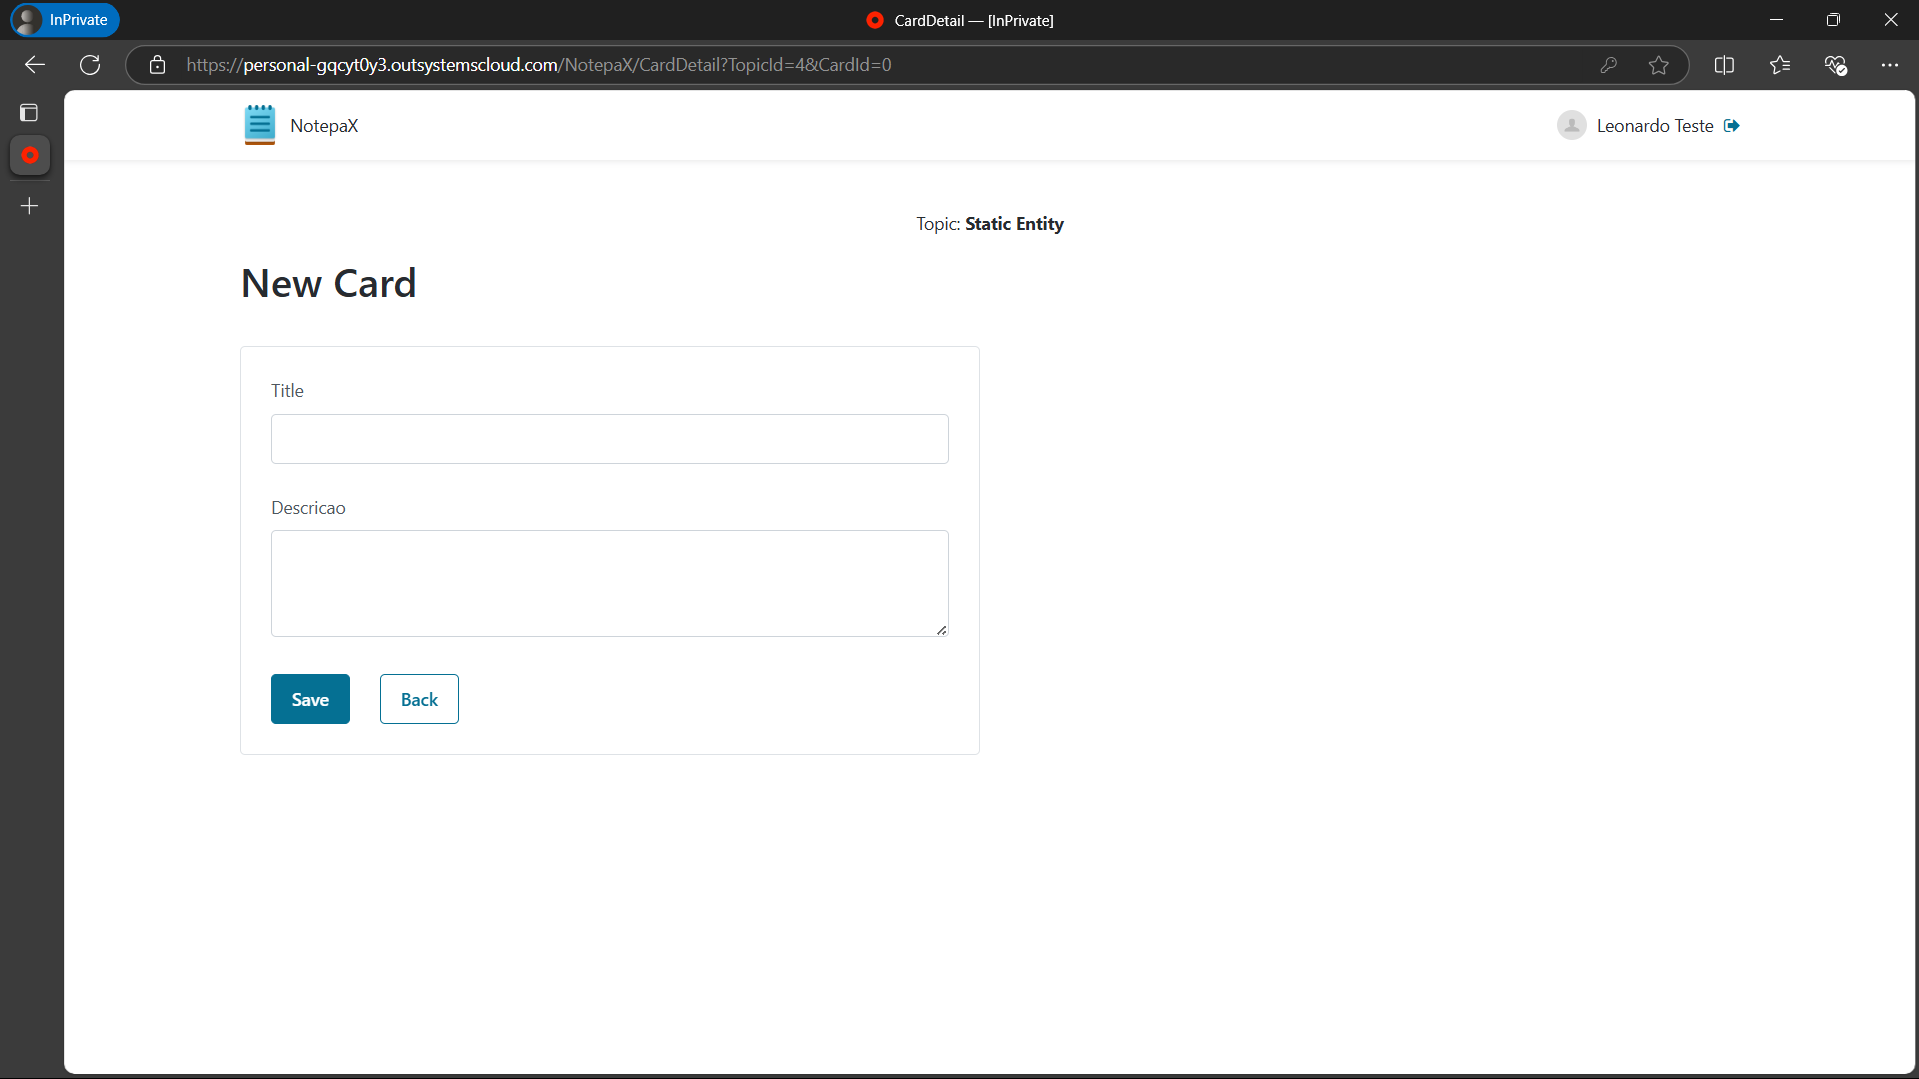 InPrivate
CardDetail — [InPrivate]
https://personal-gqcyt0y3.outsystemscloud.com/NotepaX/CardDetail?TopicId=4&CardId=0
NotepaX
Leonardo Teste
Topic: Static Entity
New Card
Title
Descricao
Save
Back